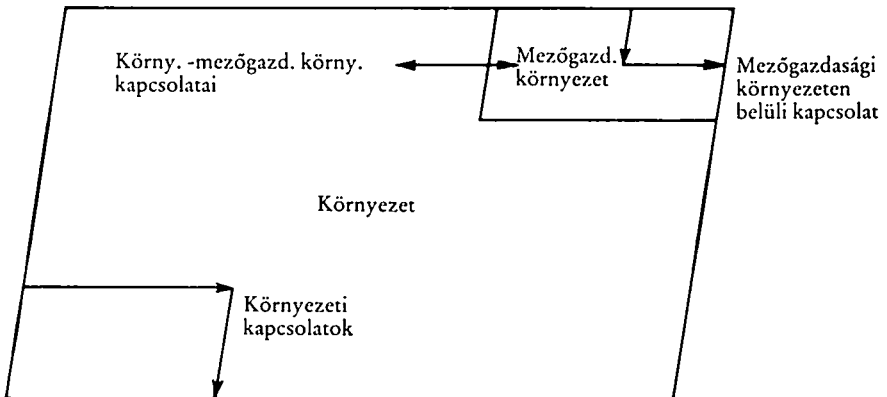 Körny. -mezőgazd. körny.
kapcsolatai
Mezőgazd.
környezet
Mezőgazdasági
környezeten
belüli kapcsolat
Környezet
Környezeti
kapcsolatok